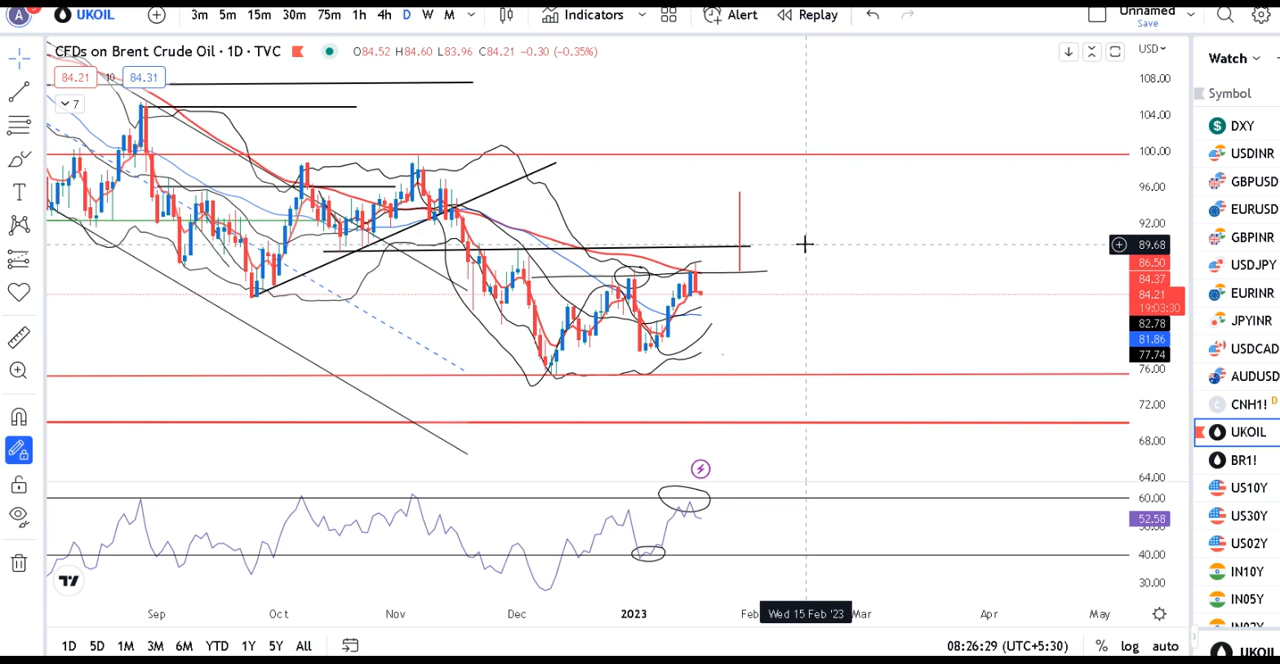 A UKOIL 3m 5m 15m 30m 75m 1h 4h D W M Indicators Alert Replay Unnamed
Save
CFDs on Brent Crude Oil · 1D · TVC O84.52 H84.60 L83.96 C84.21 −0.30 (−0.35%) USD
84.21 10 84.31
7
108.00
104.00
100.00
96.00
92.00
89.68
86.50
84.37
84.21
19:03:30
82.78
81.86
77.74
76.00
72.00
68.00
64.00
60.00
52.58
40.00
30.00
Sep Oct Nov Dec 2023 Feb Wed 15 Feb '23 Mar Apr May
1D 5D 1M 3M 6M YTD 1Y 5Y All 08:26:29 (UTC+5:30) % log auto
Watch
Symbol
DXY
USDINR
GBPUSD
EURUSD
GBPINR
USDJPY
EURINR
JPYINR
USDCAD
AUDUSD
CNH1! D
UKOIL
BR1!
US10Y
US30Y
US02Y
IN10Y
IN05Y
UKOIL